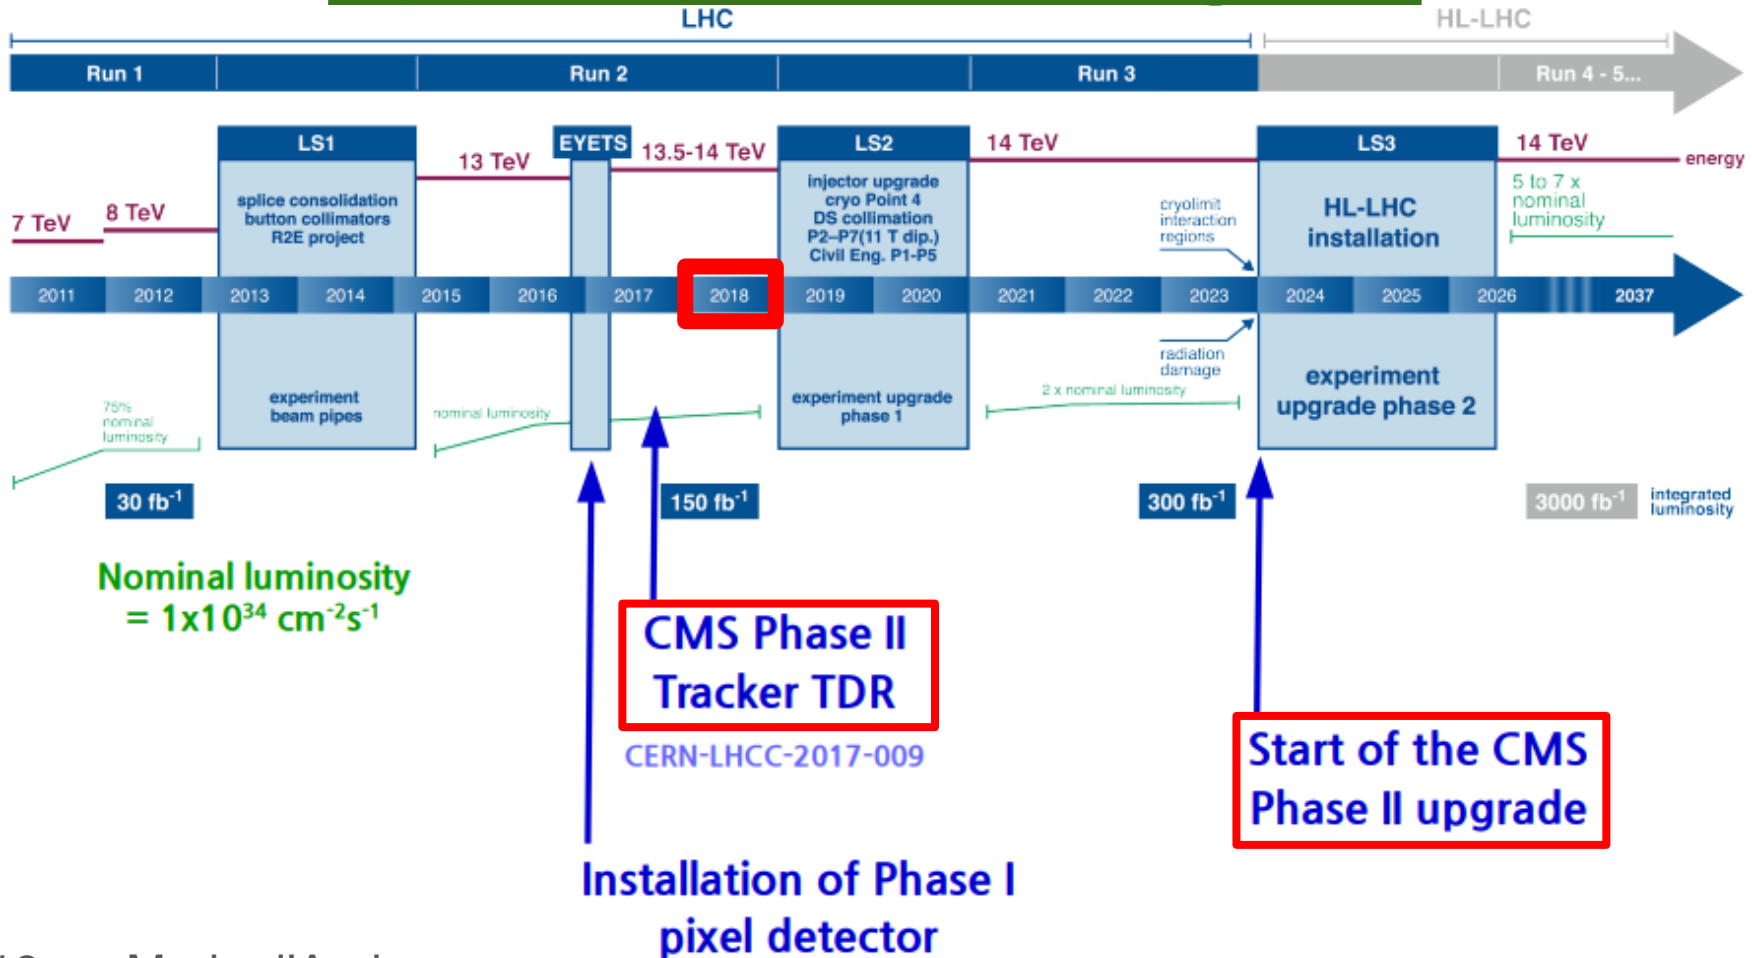 LHC
HL-LHC
Run 1
Run 2
Run 3
Run 4 - 5...
LS1
EYETS
LS2
LS3
7 TeV
8 TeV
13 TeV
13.5-14 TeV
14 TeV
14 TeV
energy
splice consolidation
button collimators
R2E project
injector upgrade
cryo Point 4
DS collimation
P2–P7(11 T dip.)
Civil Eng. P1-P5
cryolimit
interaction
regions
HL-LHC
installation
5 to 7 x
nominal
luminosity
2011 2012 2013 2014 2015 2016 2017 2018 2019 2020 2021 2022 2023 2024 2025 2026 2037
75%
nominal
luminosity
experiment
beam pipes
nominal luminosity
experiment upgrade
phase 1
2 x nominal luminosity
radiation
damage
experiment
upgrade phase 2
30 fb⁻¹
150 fb⁻¹
300 fb⁻¹
3000 fb⁻¹
integrated
luminosity
Nominal luminosity
= 1x10³⁴ cm⁻²s⁻¹
CMS Phase II
Tracker TDR
CERN-LHCC-2017-009
Start of the CMS
Phase II upgrade
Installation of Phase I
pixel detector